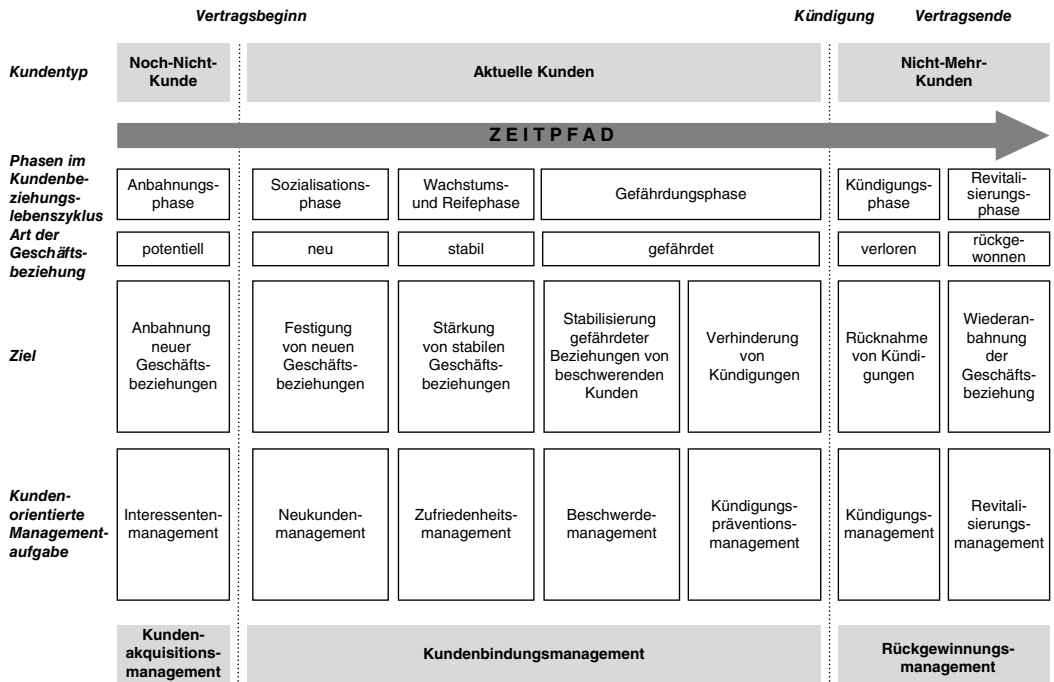 Vertragsbeginn
Kündigung
Vertragsende
Kundentyp
Noch-Nicht-
Kunde
Aktuelle Kunden
Nicht-Mehr-
Kunden
ZEITPFAD
Phasen im
Kundenbe-
ziehungs-
lebenszyklus
Anbahnungs-
phase
Sozialisations-
phase
Wachstums-
und Reifephase
Gefährdungsphase
Kündigungs-
phase
Revitali-
sierungs-
phase
Art der
Geschäfts-
beziehung
potentiell
neu
stabil
gefährdet
verloren
rückge-
wonnen
Ziel
Anbahnung
neuer
Geschäfts-
beziehungen
Festigung
von neuen
Geschäfts-
beziehungen
Stärkung
von stabilen
Geschäfts-
beziehungen
Stabilisierung
gefährdeter
Beziehungen von
beschwerenden
Kunden
Verhinderung
von
Kündigungen
Rücknahme
von Kündi-
gungen
Wiederan-
bahnung
der
Geschäfts-
beziehung
Kunden-
orientierte
Management-
aufgabe
Interessenten-
management
Neukunden-
management
Zufriedenheits-
management
Beschwerde-
management
Kündigungs-
präventions-
management
Kündigungs-
management
Revitali-
sierungs-
management
Kunden-
akquisitions-
management
Kundenbindungsmanagement
Rückgewinnungs-
management